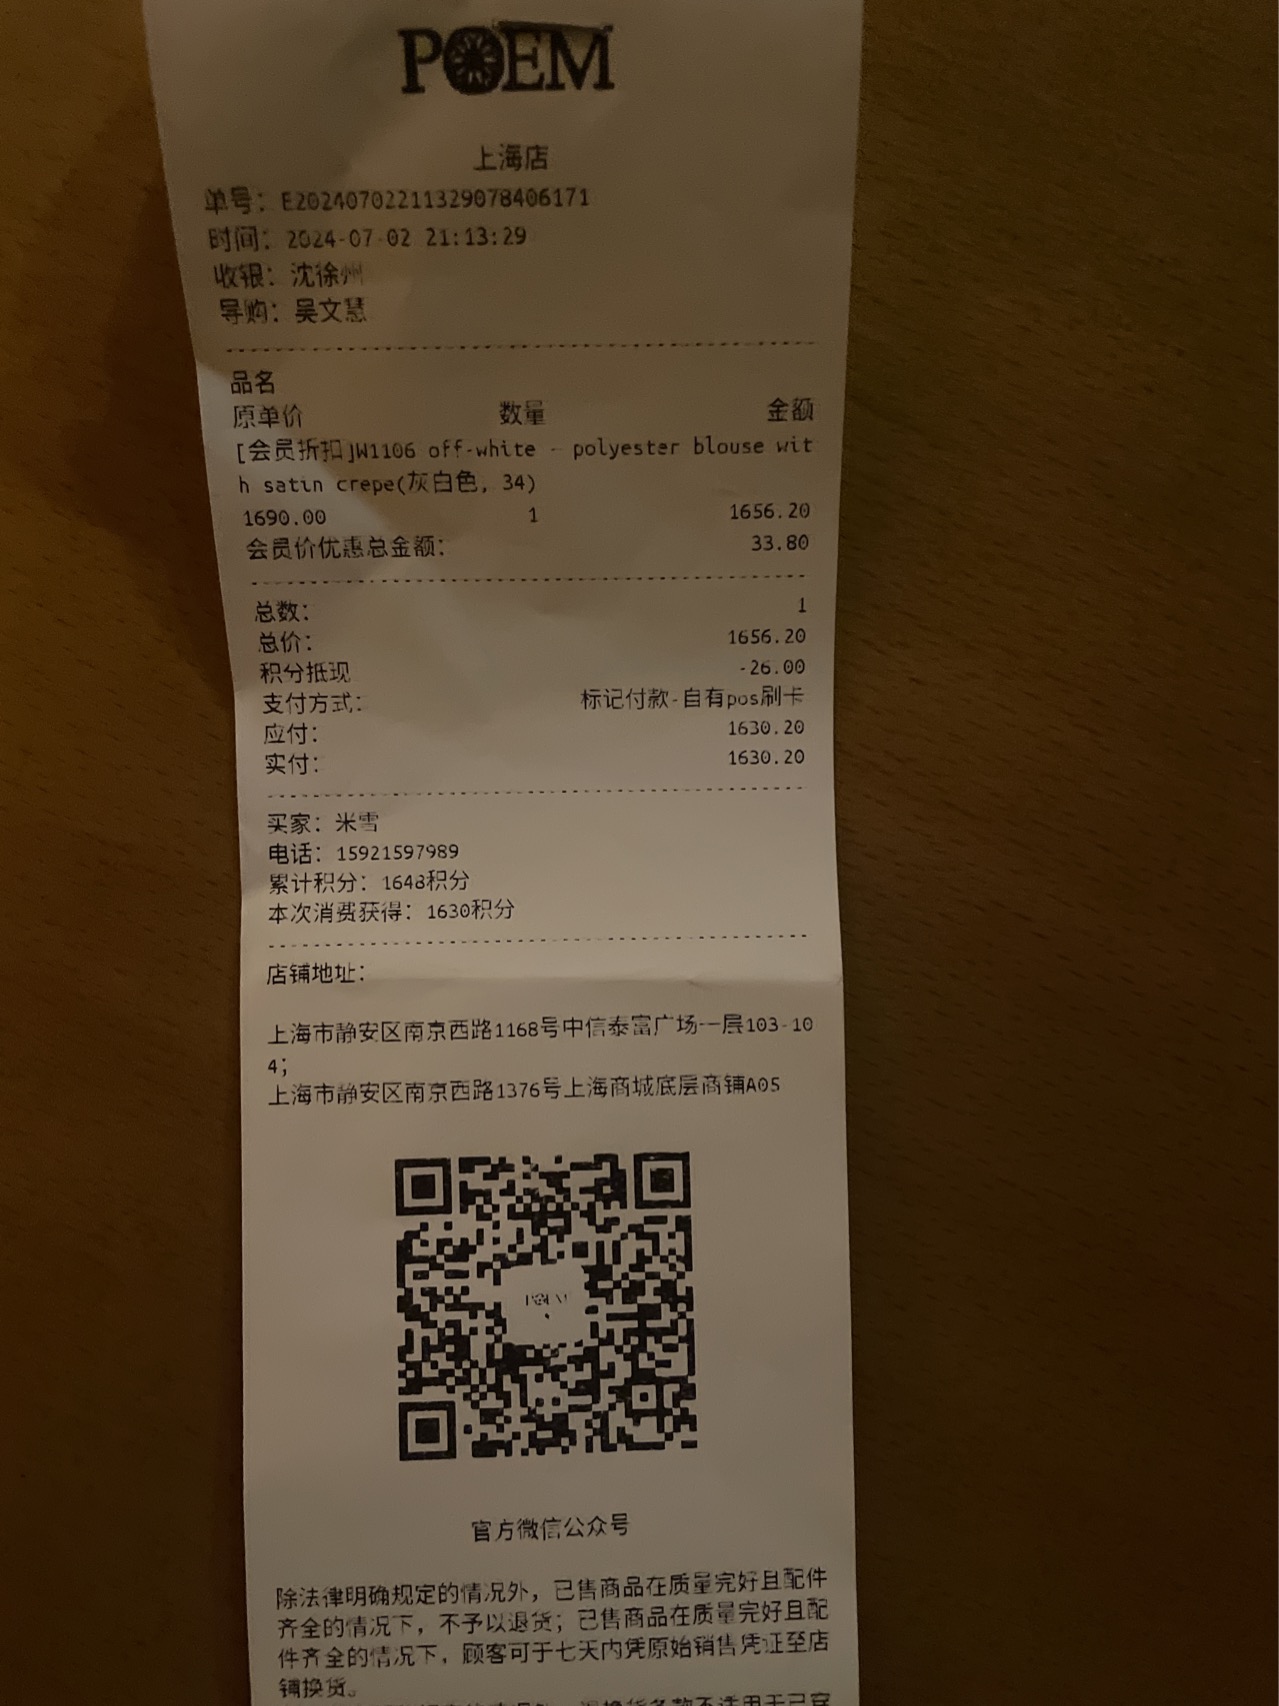 POEM
上海店
单号：E20240702211329078406171
时间：2024-07-02 21:13:29
收银：沈徐州
导购：吴文慧
品名
原单价 数量 金额
[会员折扣]W1106 off-white - polyester blouse wit
h satin crepe(灰白色, 34)
1690.00 1 1656.20
会员价优惠总金额： 33.80
总数： 1
总价： 1656.20
积分抵现 -26.00
支付方式： 标记付款-自有pos刷卡
应付： 1630.20
实付： 1630.20
买家：米雪
电话：15921597989
累计积分：1648积分
本次消费获得：1630积分
店铺地址：
上海市静安区南京西路1168号中信泰富广场一层103-10
4；
上海市静安区南京西路1376号上海商城底层商铺A05
POEM
官方微信公众号
除法律明确规定的情况外，已售商品在质量完好且配件
齐全的情况下，不予以退货；已售商品在质量完好且配
件齐全的情况下，顾客可于七天内凭原始销售凭证至店
铺换货。